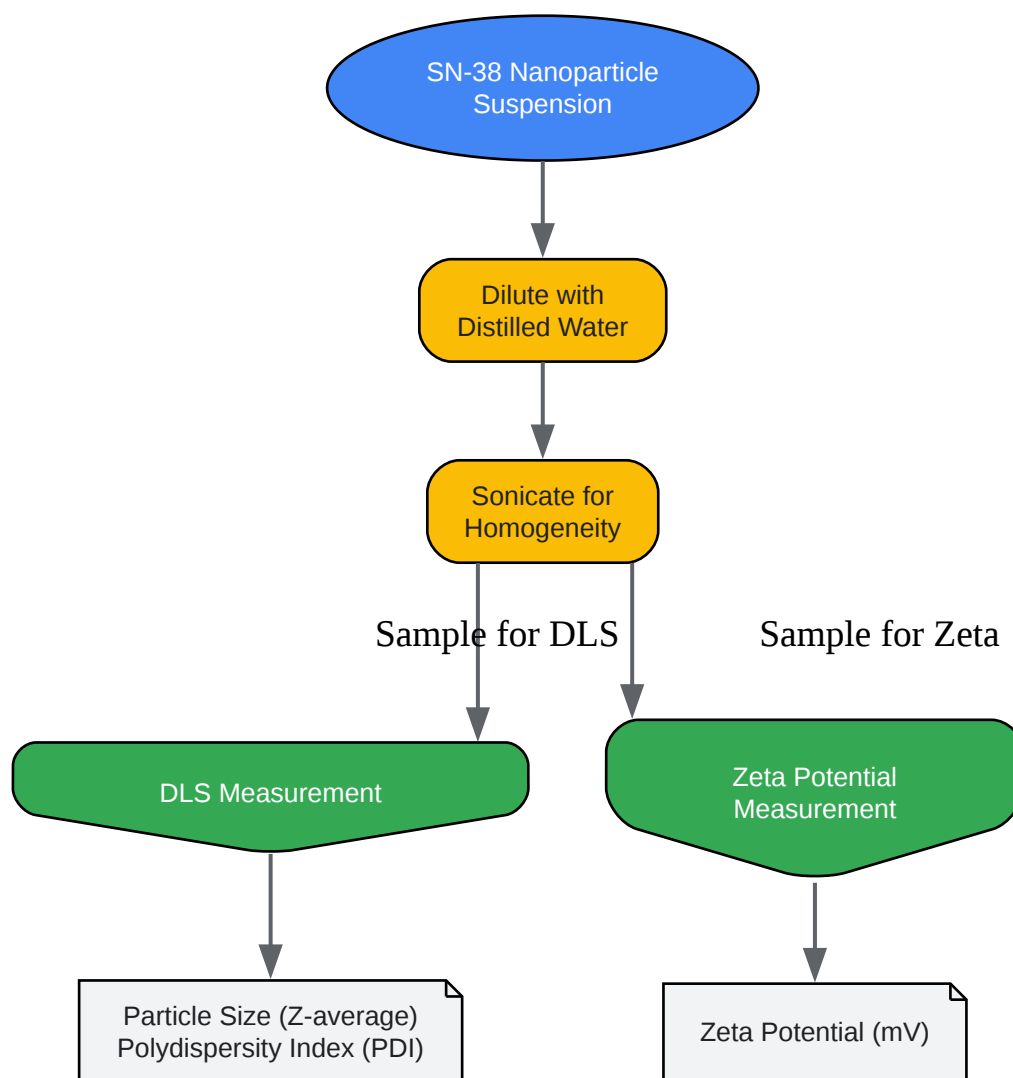 SN-38 Nanoparticle
Suspension
Dilute with
Distilled Water
Sonicate for
Homogeneity
Sample for DLS
Sample for Zeta
DLS Measurement
Zeta Potential
Measurement
Particle Size (Z-average)
Polydispersity Index (PDI)
Zeta Potential (mV)